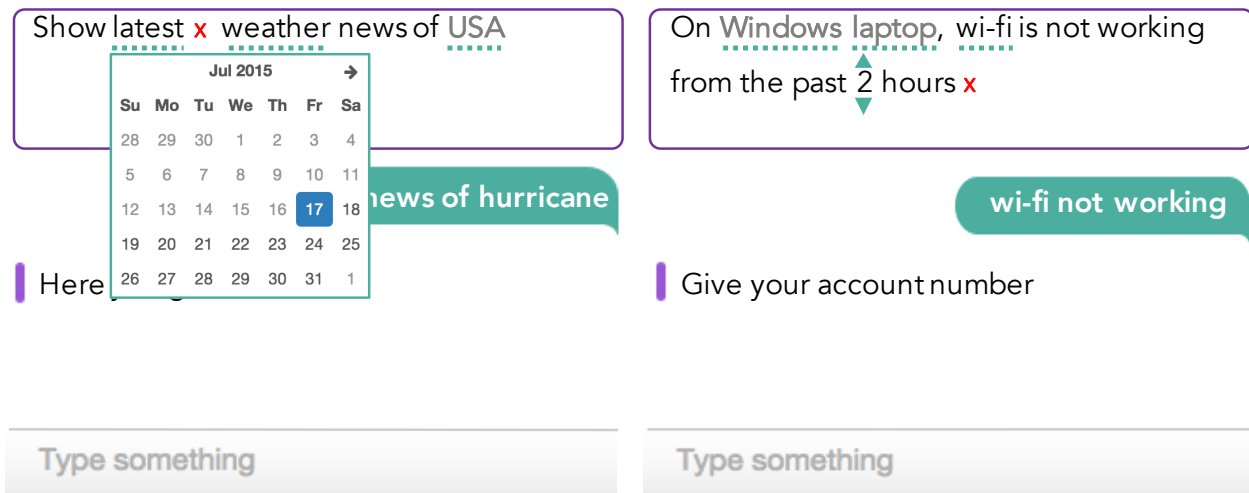 Show latest x weather news of USA
Jul 2015 →
Su Mo Tu We Th Fr Sa
28 29 30 1 2 3 4
5 6 7 8 9 10 11
12 13 14 15 16 17 18
19 20 21 22 23 24 25
26 27 28 29 30 31 1
news of hurricane
Here
Type something
On Windows laptop, wi-fi is not working
from the past 2 hours x
wi-fi not working
Give your account number
Type something